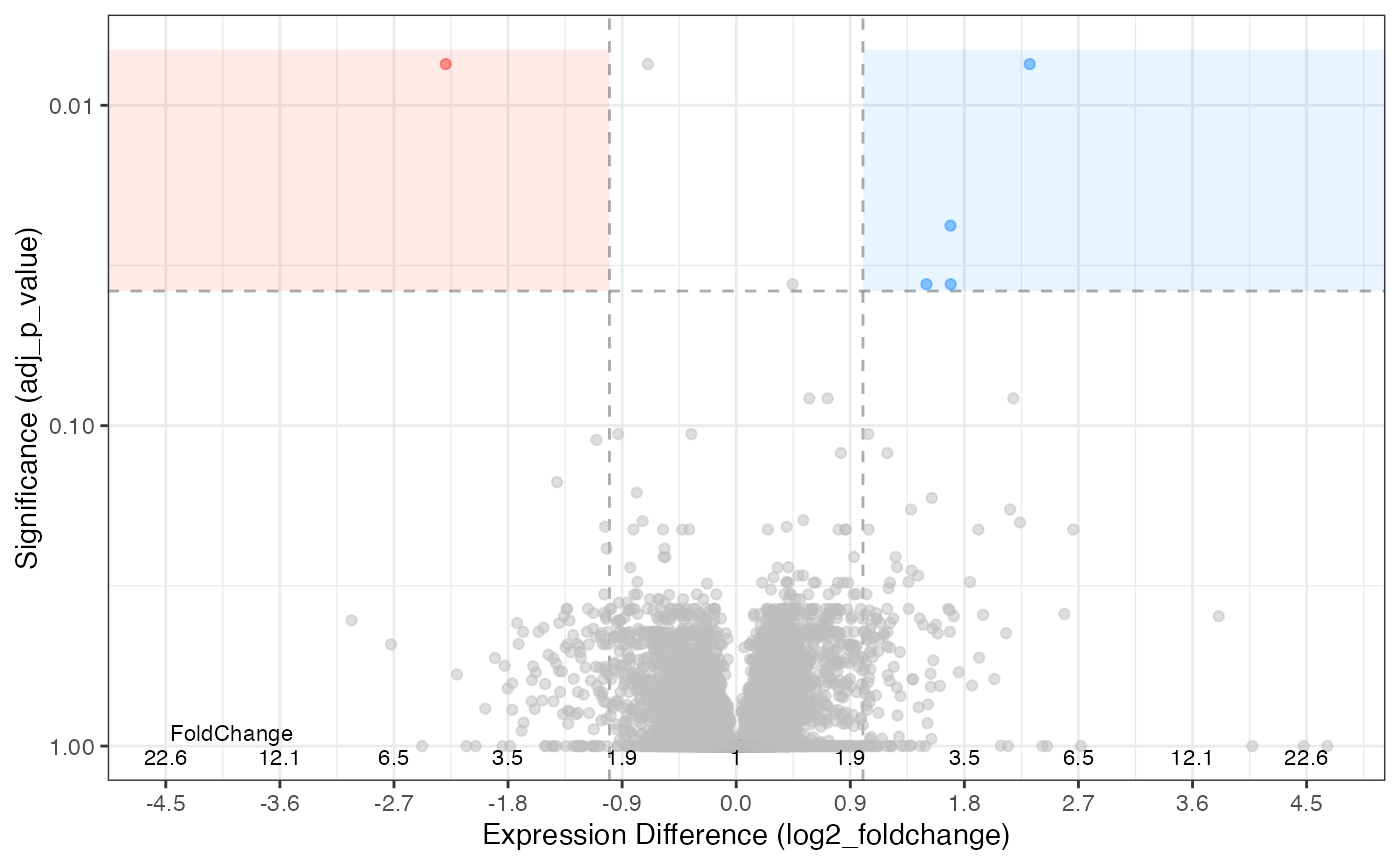 0.01
0.10
1.00
Significance (adj_p_value)
FoldChange
22.6 12.1 6.5 3.5 1.9 1 1.9 3.5 6.5 12.1 22.6
-4.5 -3.6 -2.7 -1.8 -0.9 0.0 0.9 1.8 2.7 3.6 4.5
Expression Difference (log2_foldchange)